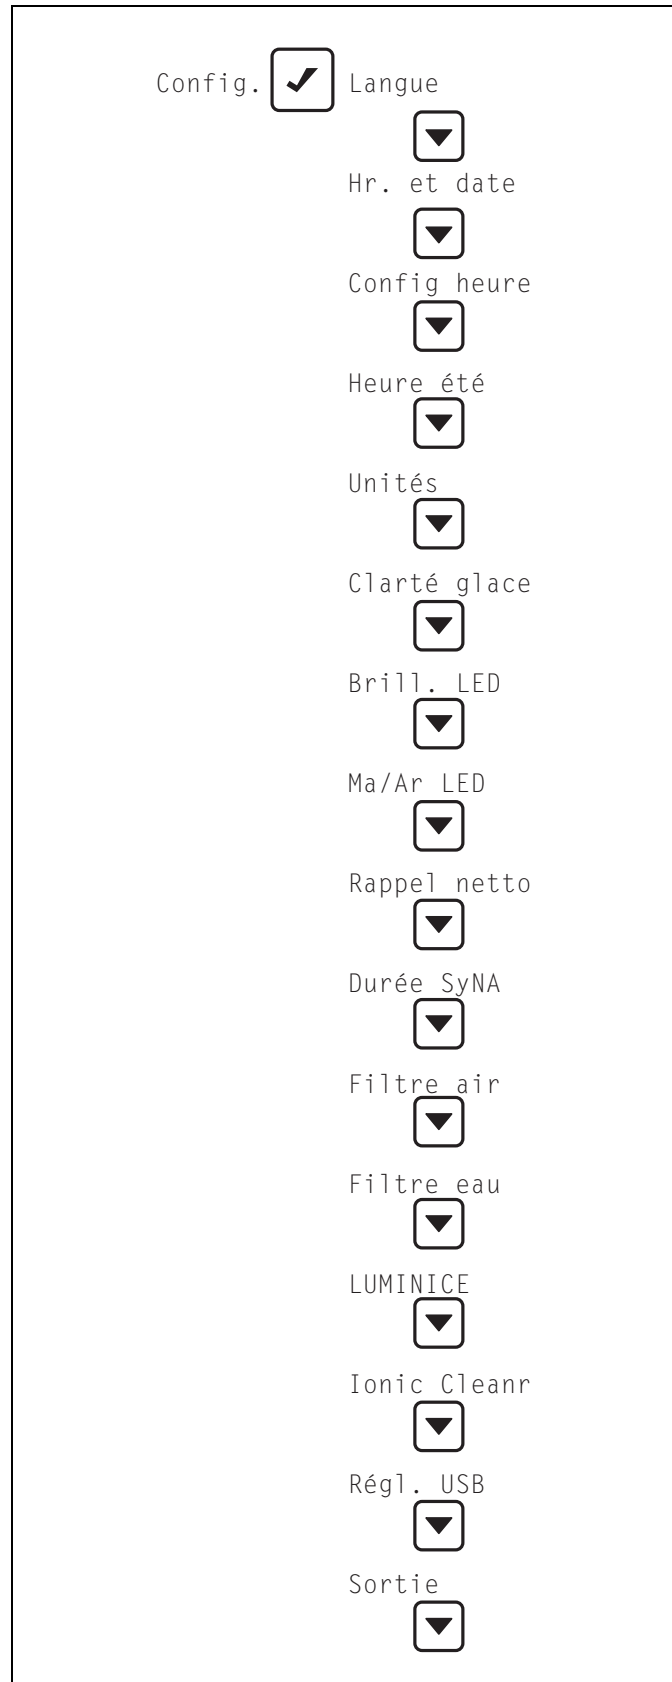 Config. Langue
Hr. et date
Config heure
Heure été
Unités
Clarté glace
Brill. LED
Ma/Ar LED
Rappel netto
Durée SyNA
Filtre air
Filtre eau
LUMINICE
Ionic Cleanr
Régl. USB
Sortie